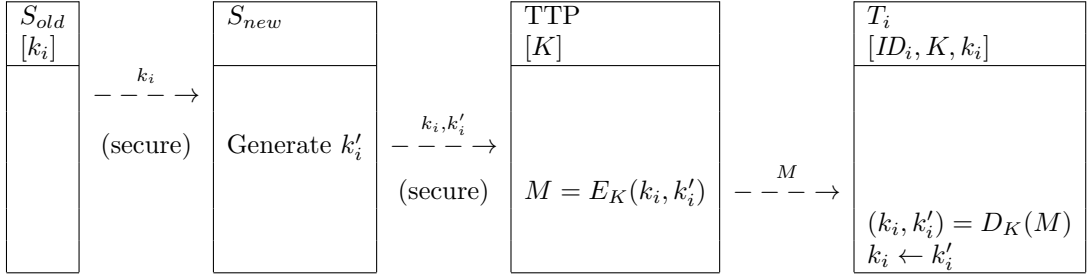 S_old
[k_i]
k_i
(secure)
S_new
Generate k'_i
k_i,k'_i
(secure)
TTP
[K]
M = E_K(k_i, k'_i)
M
T_i
[ID_i, K, k_i]
(k_i, k'_i) = D_K(M)
k_i ← k'_i